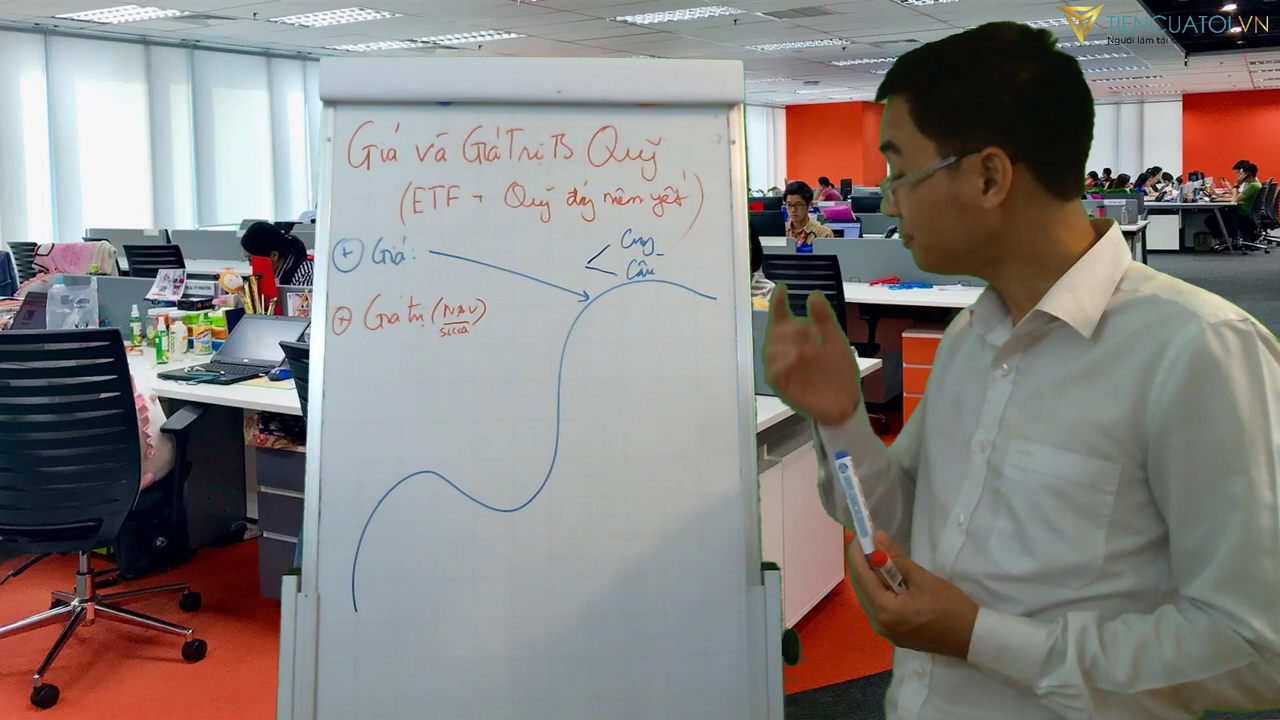 TIENCUATOI.VN
Giá và Giá Trị TS Quỹ
(ETF + Quỹ đóng niêm yết)
(+) Giá:
Cung
Cầu
(+) Giá trị (NAV)
SLCCQ